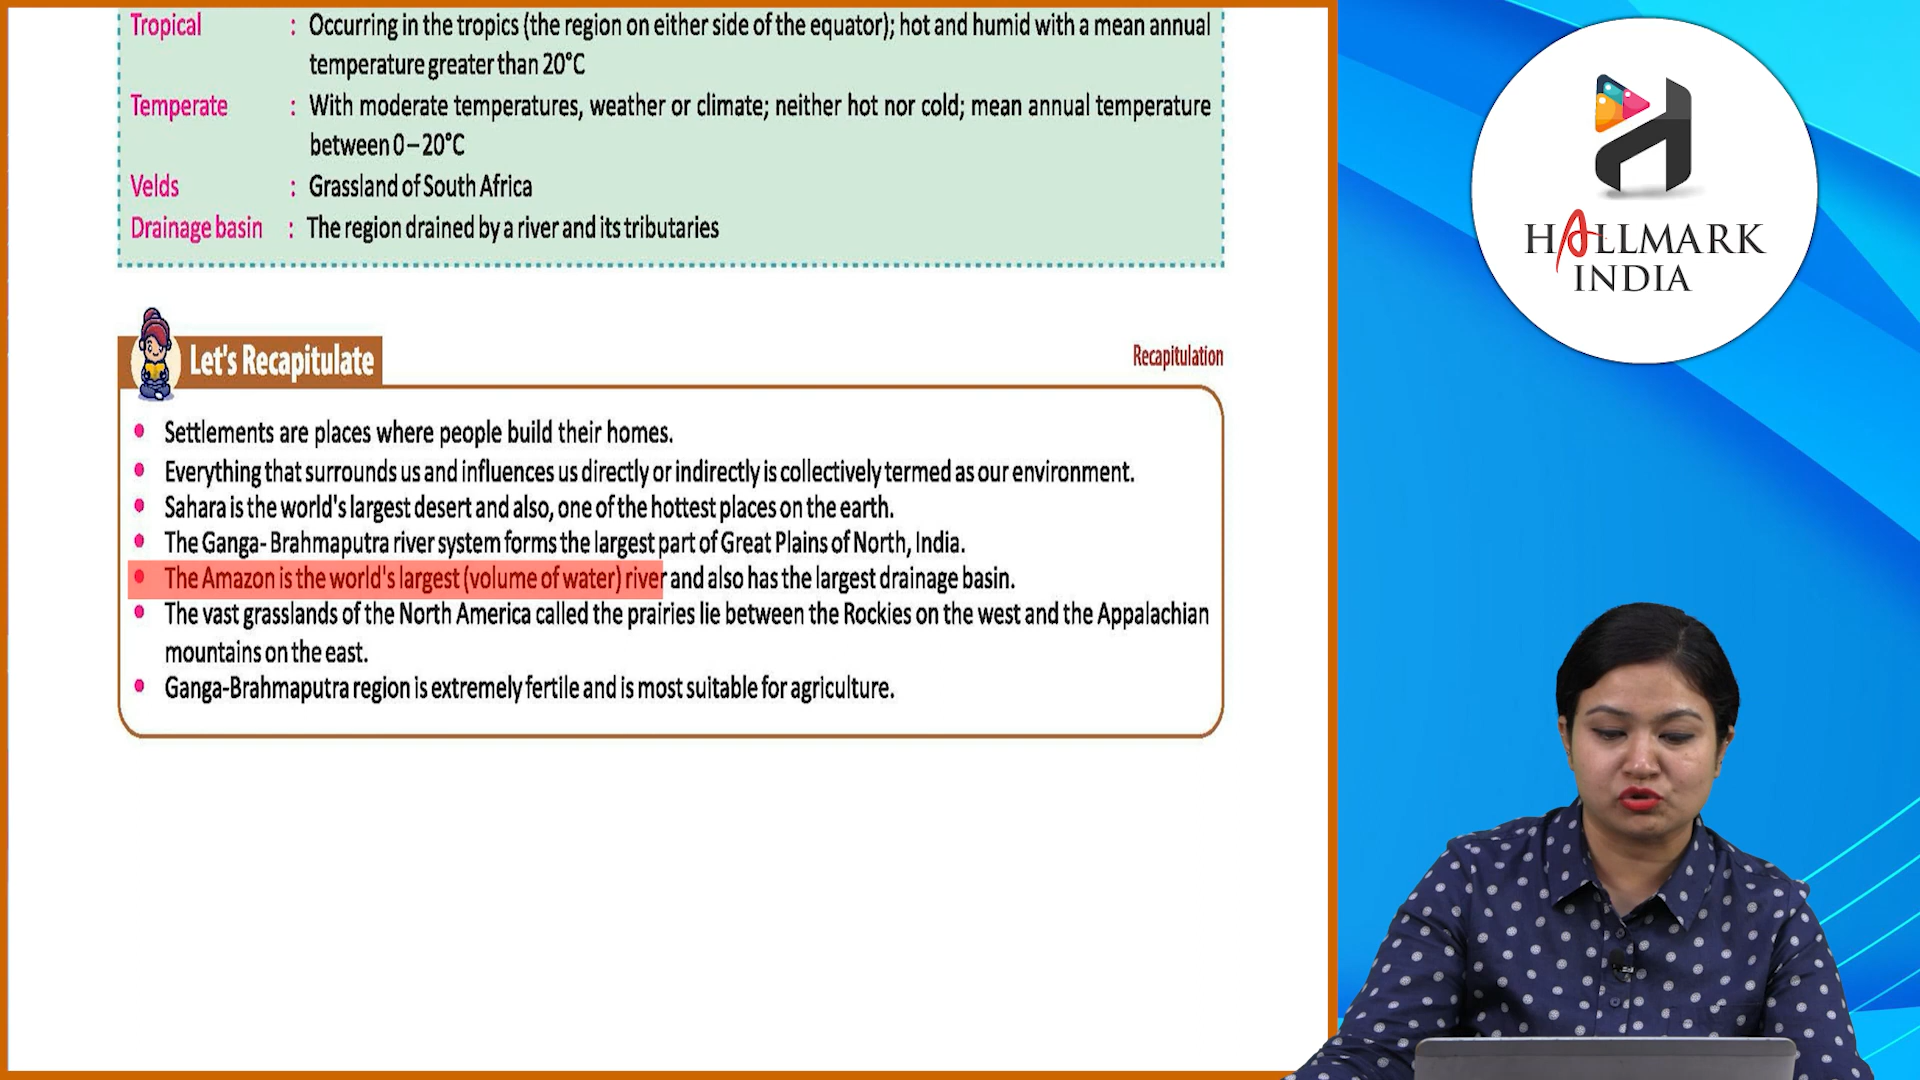 Tropical : Occurring in the tropics (the region on either side of the equator); hot and humid with a mean annual
temperature greater than 20°C
Temperate : With moderate temperatures, weather or climate; neither hot nor cold; mean annual temperature
between 0 – 20°C
Velds : Grassland of South Africa
Drainage basin : The region drained by a river and its tributaries
Let's Recapitulate
Recapitulation
• Settlements are places where people build their homes.
• Everything that surrounds us and influences us directly or indirectly is collectively termed as our environment.
• Sahara is the world's largest desert and also, one of the hottest places on the earth.
• The Ganga- Brahmaputra river system forms the largest part of Great Plains of North, India.
• The Amazon is the world's largest (volume of water) river and also has the largest drainage basin.
• The vast grasslands of the North America called the prairies lie between the Rockies on the west and the Appalachian
mountains on the east.
• Ganga-Brahmaputra region is extremely fertile and is most suitable for agriculture.
HALLMARK
INDIA